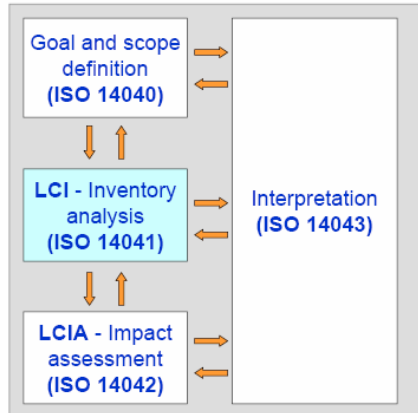 Goal and scope
definition
(ISO 14040)
LCI - Inventory
analysis
(ISO 14041)
Interpretation
(ISO 14043)
LCIA - Impact
assessment
(ISO 14042)